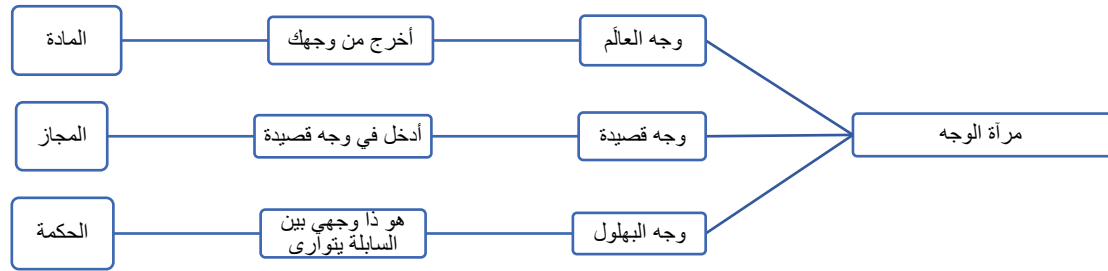 مرآة الوجه
وجه العالَم
أخرج من وجهك
المادة
وجه قصيدة
أدخل في وجه قصيدة
المجاز
وجه البهلول
هو ذا وجهي بين
السابلة يتوارى
الحكمة